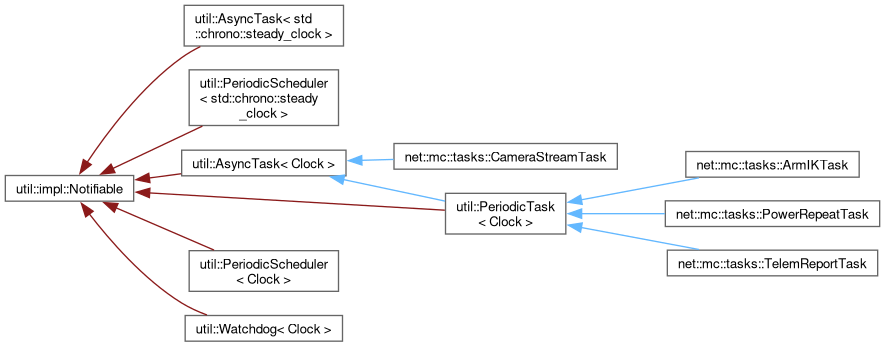 util::AsyncTask< std
::chrono::steady_clock >
util::PeriodicScheduler
< std::chrono::steady
_clock >
util::AsyncTask< Clock >
net::mc::tasks::CameraStreamTask
net::mc::tasks::ArmIKTask
util::impl::Notifiable
util::PeriodicTask
< Clock >
net::mc::tasks::PowerRepeatTask
net::mc::tasks::TelemReportTask
util::PeriodicScheduler
< Clock >
util::Watchdog< Clock >